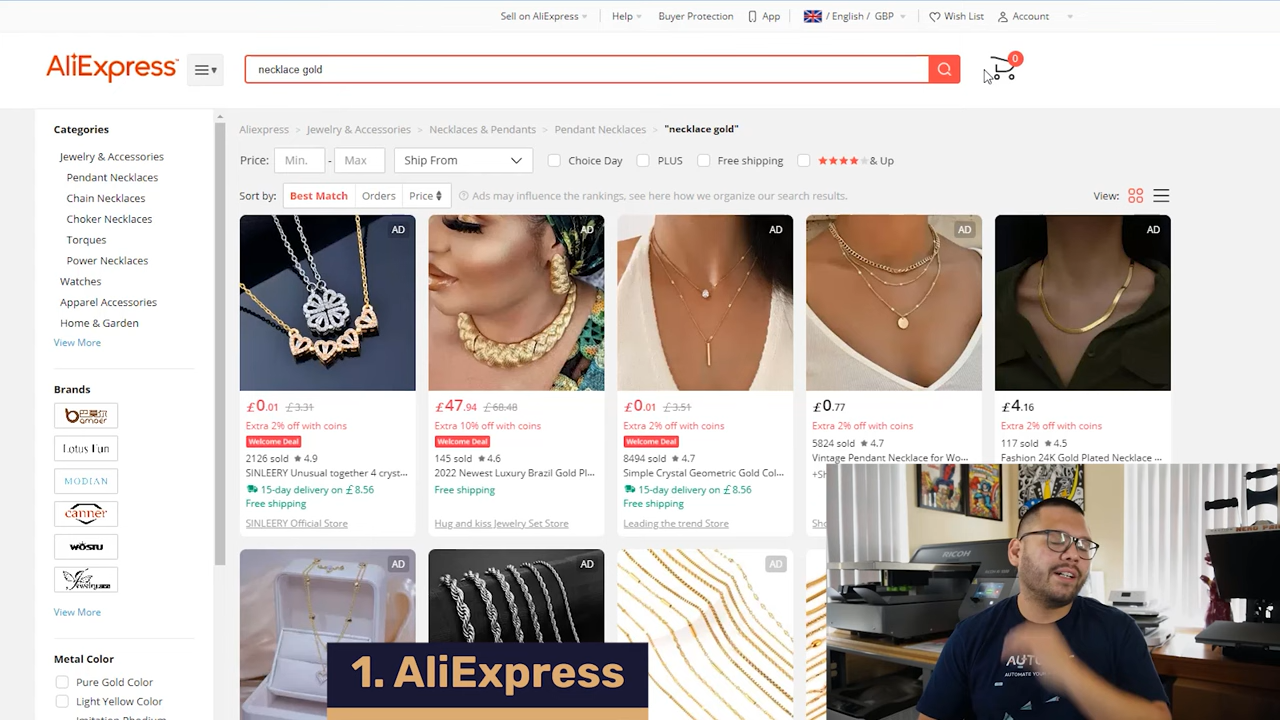 Sell on AliExpress
Help
Buyer Protection
App
/ English / GBP
Wish List
Account
AliExpress
necklace gold
0
Categories
Jewelry & Accessories
Pendant Necklaces
Chain Necklaces
Choker Necklaces
Torques
Power Necklaces
Watches
Apparel Accessories
Home & Garden
View More
Brands
bamoer
Lotus Fun
MODIAN
canner
WOSTU
View More
Metal Color
Pure Gold Color
Light Yellow Color
Imitation Rhodium
Aliexpress > Jewelry & Accessories > Necklaces & Pendants > Pendant Necklaces > "necklace gold"
Price: Min. - Max Ship From Choice Day PLUS Free shipping & Up
Sort by: Best Match Orders Price Ads may influence the rankings, see here how we organize our search results. View:
AD
£0.01 £3.31
Extra 2% off with coins
Welcome Deal
2126 sold ★4.9
SINLEERY Unusual together 4 cryst...
15-day delivery on £8.56
Free shipping
SINLEERY Official Store
AD
£47.94 £68.48
Extra 10% off with coins
Welcome Deal
145 sold ★4.6
2022 Newest Luxury Brazil Gold Pl...
Free shipping
Hug and kiss Jewelry Set Store
AD
£0.01 £3.51
Extra 2% off with coins
Welcome Deal
8494 sold ★4.7
Simple Crystal Geometric Gold Col...
15-day delivery on £8.56
Free shipping
Leading the trend Store
AD
£0.77
Extra 2% off with coins
5824 sold ★4.7
Vintage Pendant Necklace for Wo...
AD
£4.16
Extra 2% off with coins
117 sold ★4.5
Fashion 24K Gold Plated Necklace ...
AD
AD
AD
RICOH
1. AliExpress